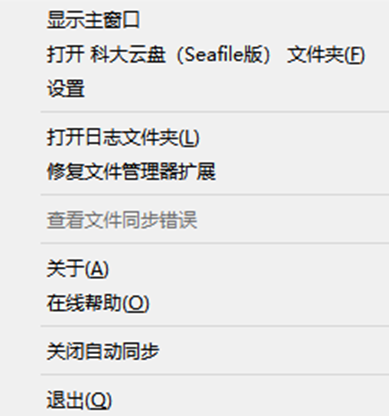 显示主窗口
打开 科大云盘（Seafile版） 文件夹(F)
设置
打开日志文件夹(L)
修复文件管理器扩展
查看文件同步错误
关于(A)
在线帮助(O)
关闭自动同步
退出(Q)